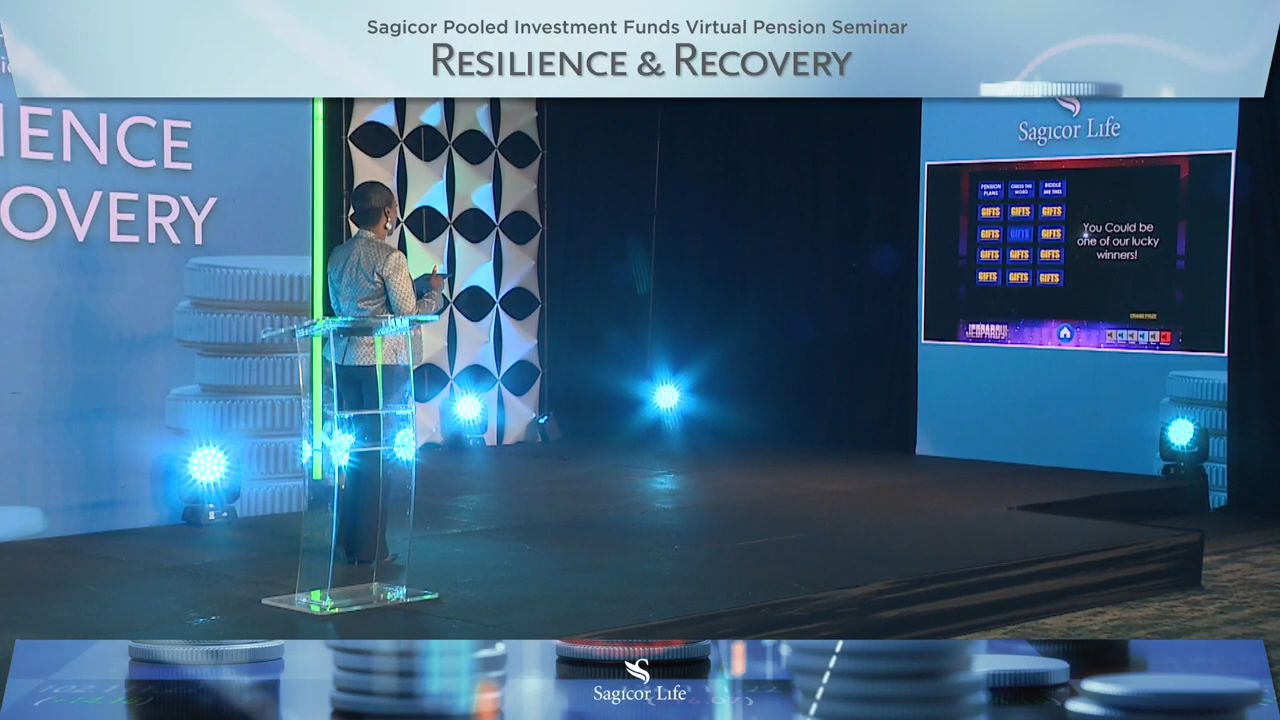 Sagicor Pooled Investment Funds Virtual Pension Seminar
RESILIENCE & RECOVERY
IENCE
OVERY
Sagicor Life
PENSION PLANS
GUESS THE WORD
RIDDLE ME THIS
GIFTS GIFTS GIFTS
GIFTS GIFTS GIFTS
GIFTS GIFTS GIFTS
GIFTS GIFTS GIFTS
You Could be
one of our lucky
winners!
GRAND PRIZE
JEOPARDY!
Sagicor Life